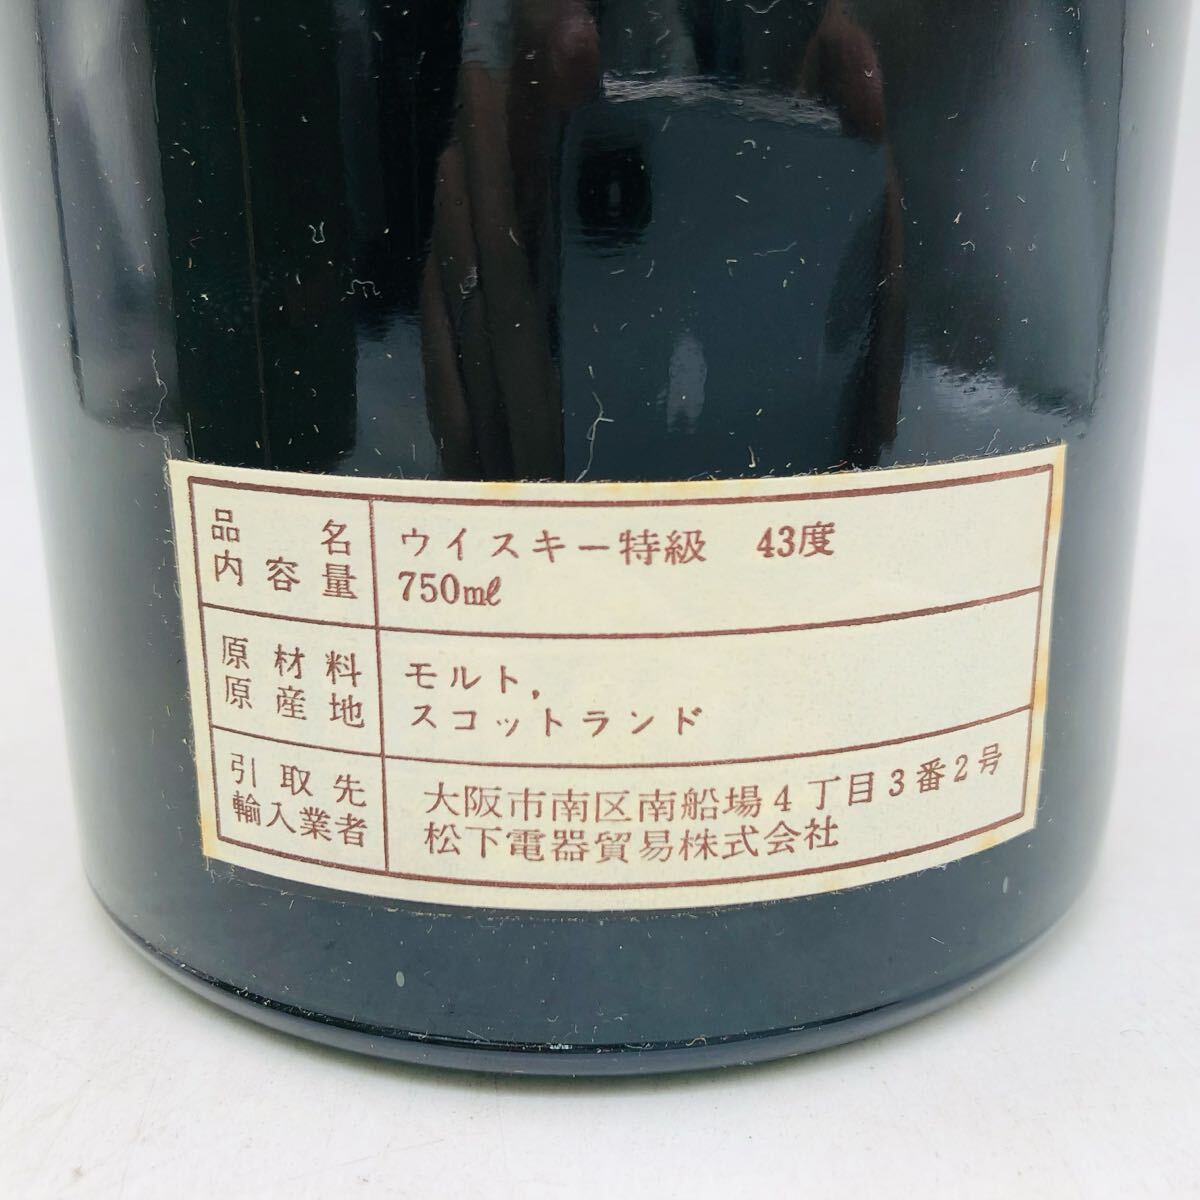 品名 ウイスキー特級 43度
内容量 750mℓ
原材料 モルト,
原産地 スコットランド
引取先 大阪市南区南船場4丁目3番2号
輸入業者 松下電器貿易株式会社